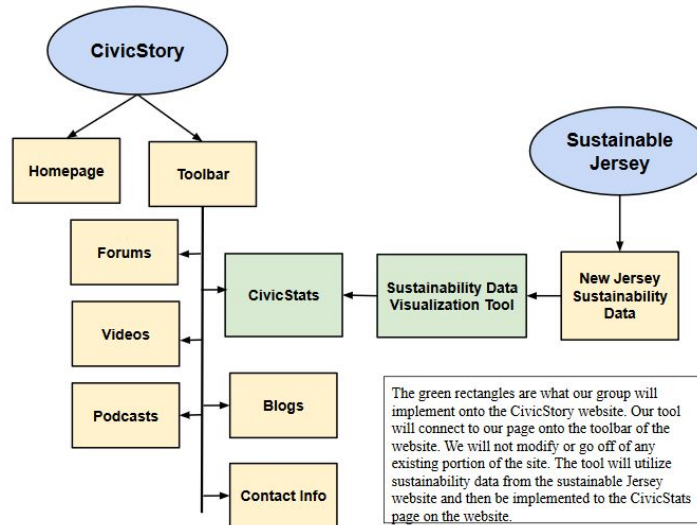 CivicStory
Homepage
Toolbar
Sustainable
Jersey
Forums
CivicStats
Sustainability Data
Visualization Tool
New Jersey
Sustainability
Data
Videos
Podcasts
Blogs
Contact Info
The green rectangles are what our group will
implement onto the CivicStory website. Our tool
will connect to our page onto the toolbar of the
website. We will not modify or go off of any
existing portion of the site. The tool will utilize
sustainability data from the sustainable Jersey
website and then be implemented to the CivicStats
page on the website.